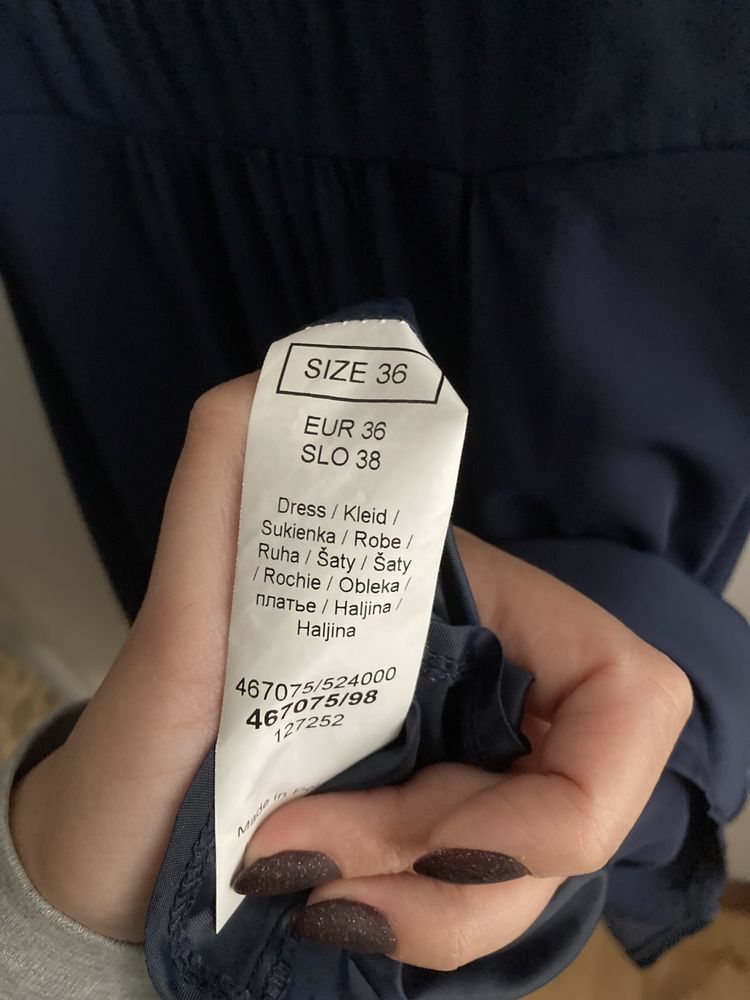 SIZE 36
EUR 36
SLO 38
Dress / Kleid /
Sukienka / Robe /
Ruha / Šaty / Šaty
/ Rochie / Obleka /
платье / Haljina /
Haljina
467075/524000
467075/98
127252
Made in